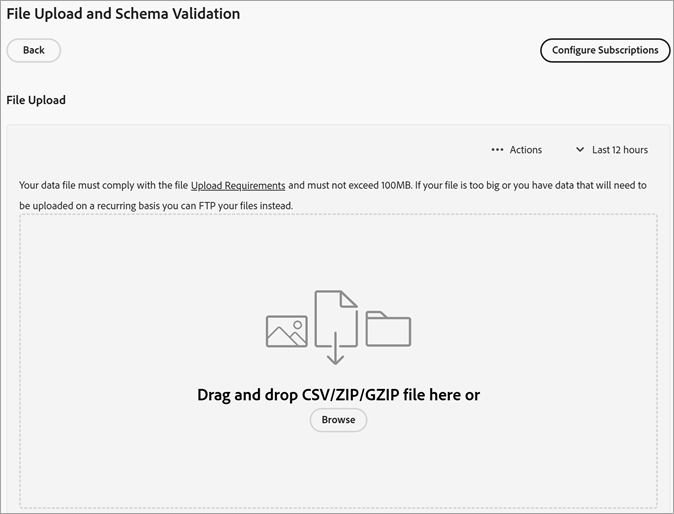 File Upload and Schema Validation
Back
Configure Subscriptions
File Upload
Actions
Last 12 hours
Your data file must comply with the file Upload Requirements and must not exceed 100MB. If your file is too big or you have data that will need to
be uploaded on a recurring basis you can FTP your files instead.
Drag and drop CSV/ZIP/GZIP file here or
Browse